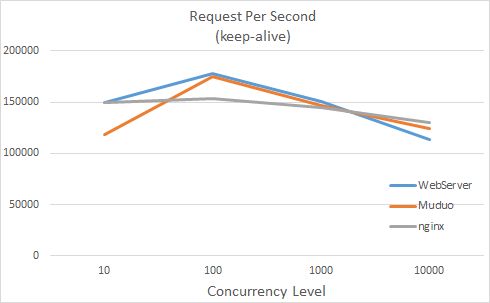 Request Per Second
(keep-alive)
200000
150000
100000
50000
0
10
100
1000
10000
Concurrency Level
WebServer
Muduo
nginx